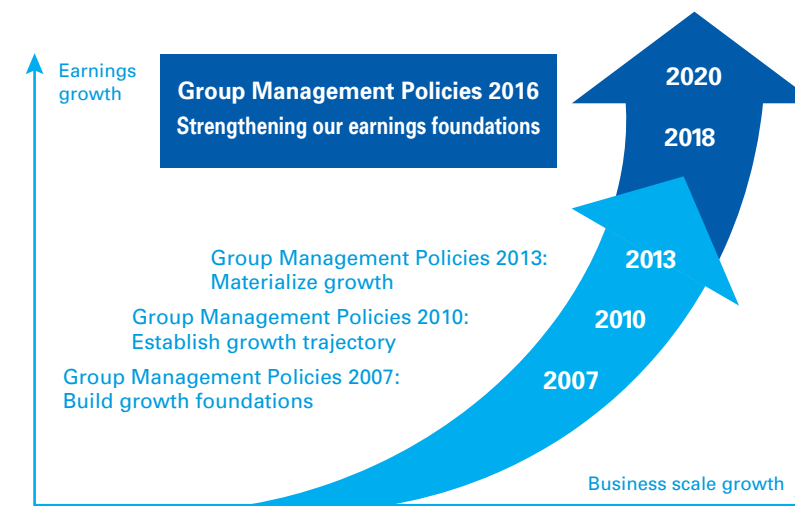 Earnings
growth
Group Management Policies 2016
Strengthening our earnings foundations
2020
2018
Group Management Policies 2013:
Materialize growth
2013
Group Management Policies 2010:
Establish growth trajectory
2010
Group Management Policies 2007:
Build growth foundations
2007
Business scale growth